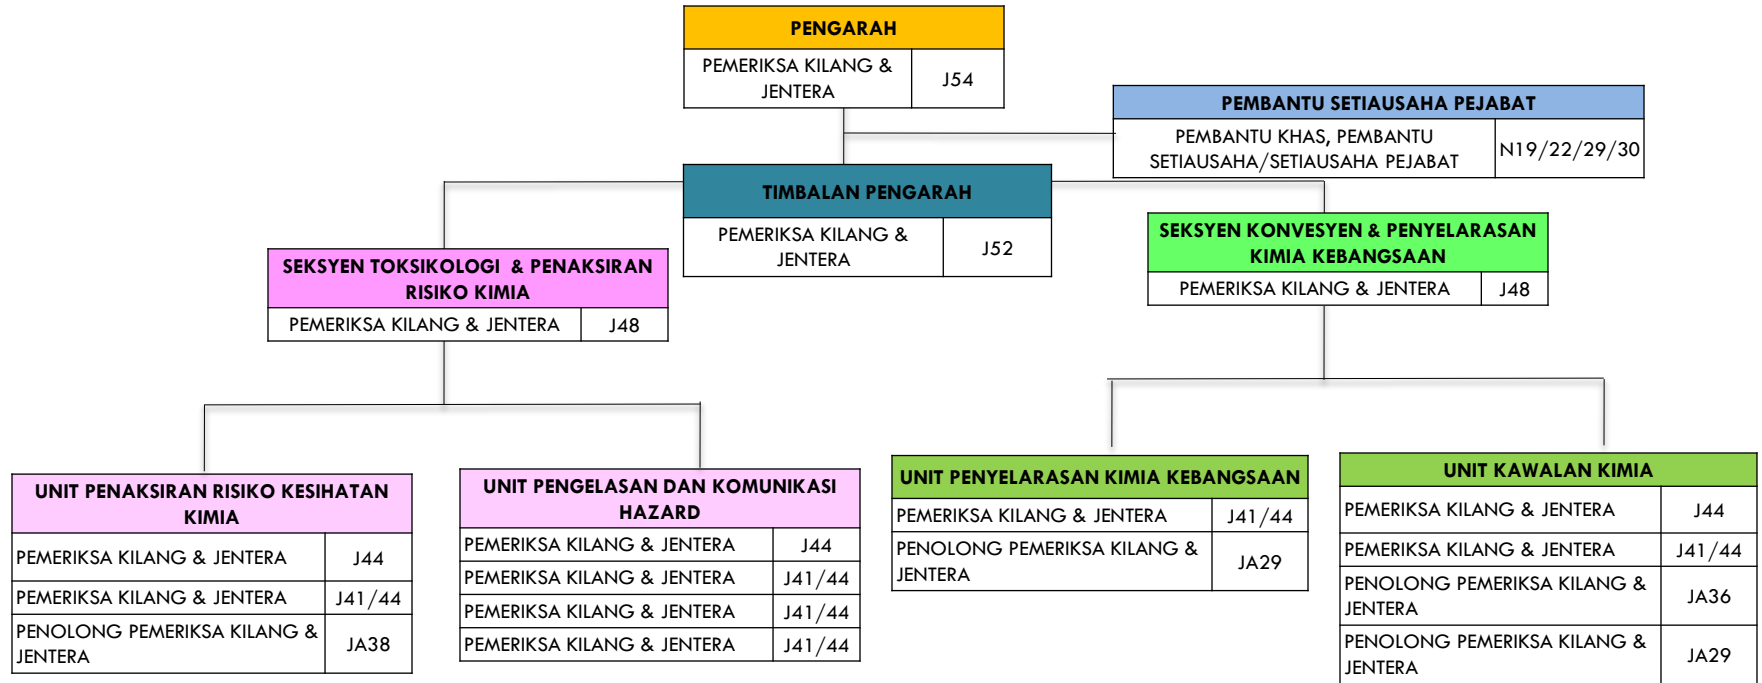 PENGARAH
PEMERIKSA KILANG &
JENTERA
J54
PEMBANTU SETIAUSAHA PEJABAT
PEMBANTU KHAS, PEMBANTU
SETIAUSAHA/SETIAUSAHA PEJABAT
N19/22/29/30
TIMBALAN PENGARAH
PEMERIKSA KILANG &
JENTERA
J52
SEKSYEN TOKSIKOLOGI & PENAKSIRAN
RISIKO KIMIA
PEMERIKSA KILANG & JENTERA J48
SEKSYEN KONVESYEN & PENYELARASAN
KIMIA KEBANGSAAN
PEMERIKSA KILANG & JENTERA J48
UNIT PENAKSIRAN RISIKO KESIHATAN
KIMIA
PEMERIKSA KILANG & JENTERA J44
PEMERIKSA KILANG & JENTERA J41/44
PENOLONG PEMERIKSA KILANG &
JENTERA
JA38
UNIT PENGELASAN DAN KOMUNIKASI
HAZARD
PEMERIKSA KILANG & JENTERA J44
PEMERIKSA KILANG & JENTERA J41/44
PEMERIKSA KILANG & JENTERA J41/44
PEMERIKSA KILANG & JENTERA J41/44
UNIT PENYELARASAN KIMIA KEBANGSAAN
PEMERIKSA KILANG & JENTERA J41/44
PENOLONG PEMERIKSA KILANG &
JENTERA
JA29
UNIT KAWALAN KIMIA
PEMERIKSA KILANG & JENTERA J44
PEMERIKSA KILANG & JENTERA J41/44
PENOLONG PEMERIKSA KILANG &
JENTERA
JA36
PENOLONG PEMERIKSA KILANG &
JENTERA
JA29